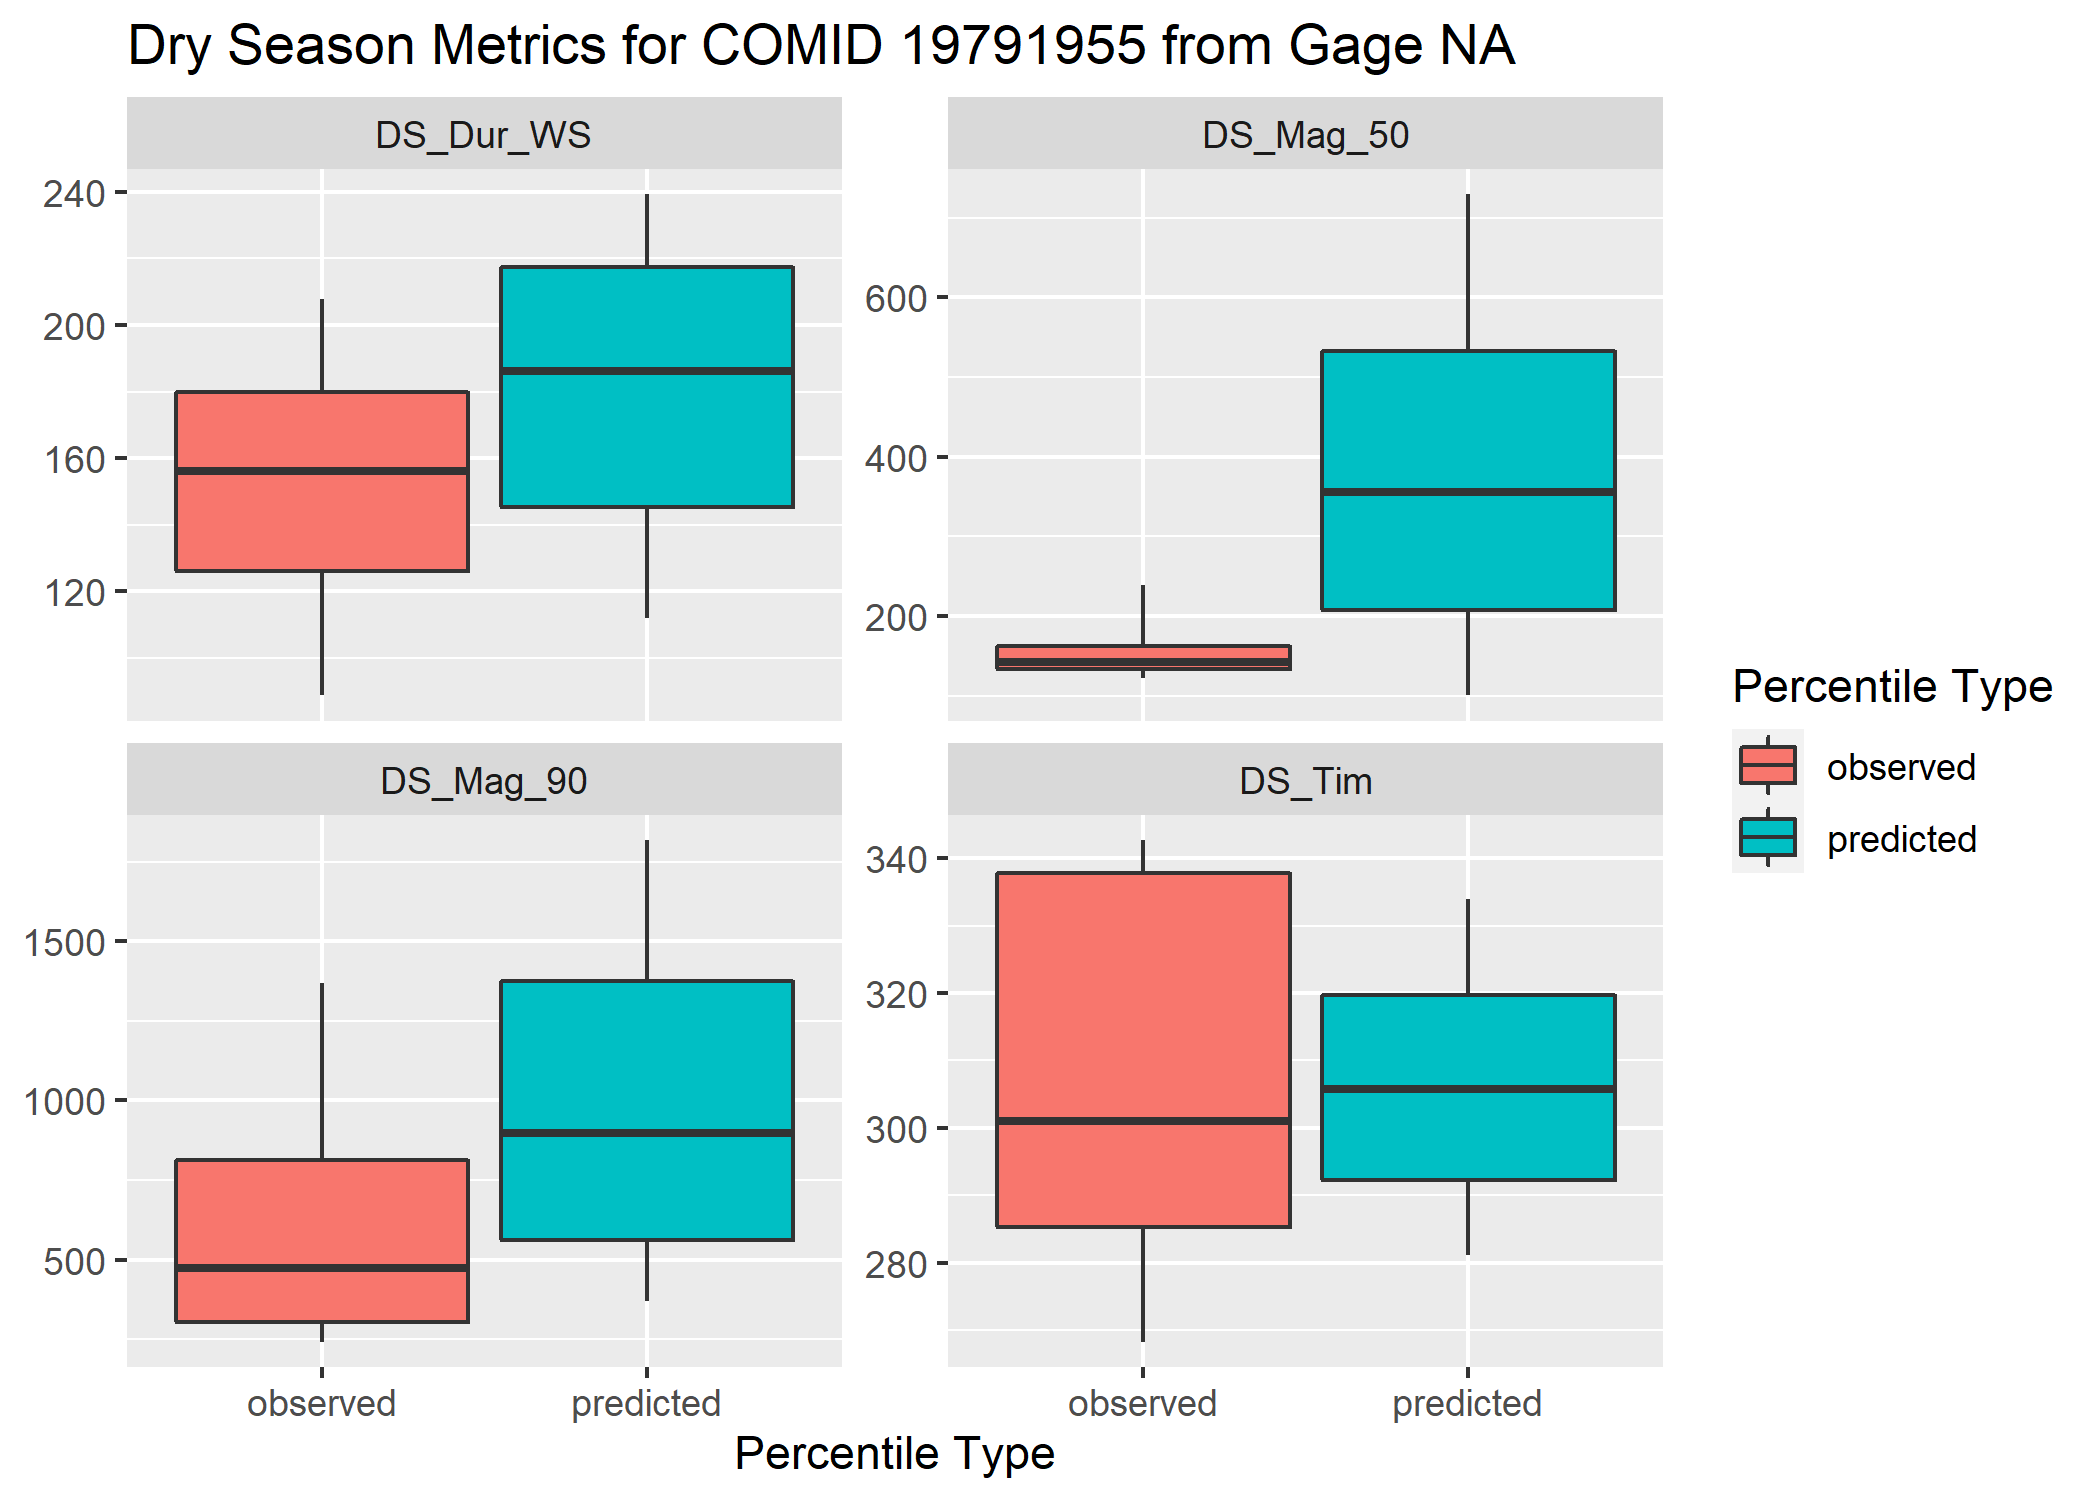 Dry Season Metrics for COMID 19791955 from Gage NA
DS_Dur_WS
DS_Mag_50
240
200
160
120
600
400
200
DS_Mag_90
DS_Tim
1500
1000
500
340
320
300
280
observed
predicted
observed
predicted
Percentile Type
Percentile Type
observed
predicted